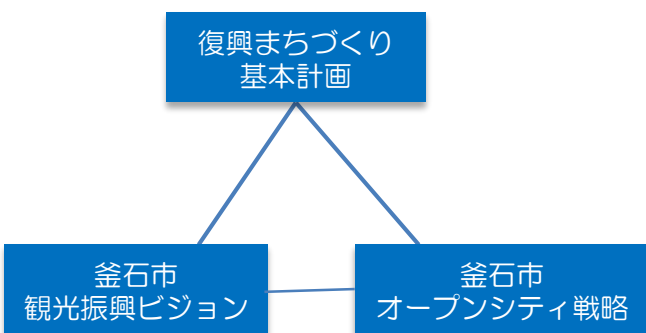 復興まちづくり
基本計画
釜石市
観光振興ビジョン
釜石市
オープンシティ戦略